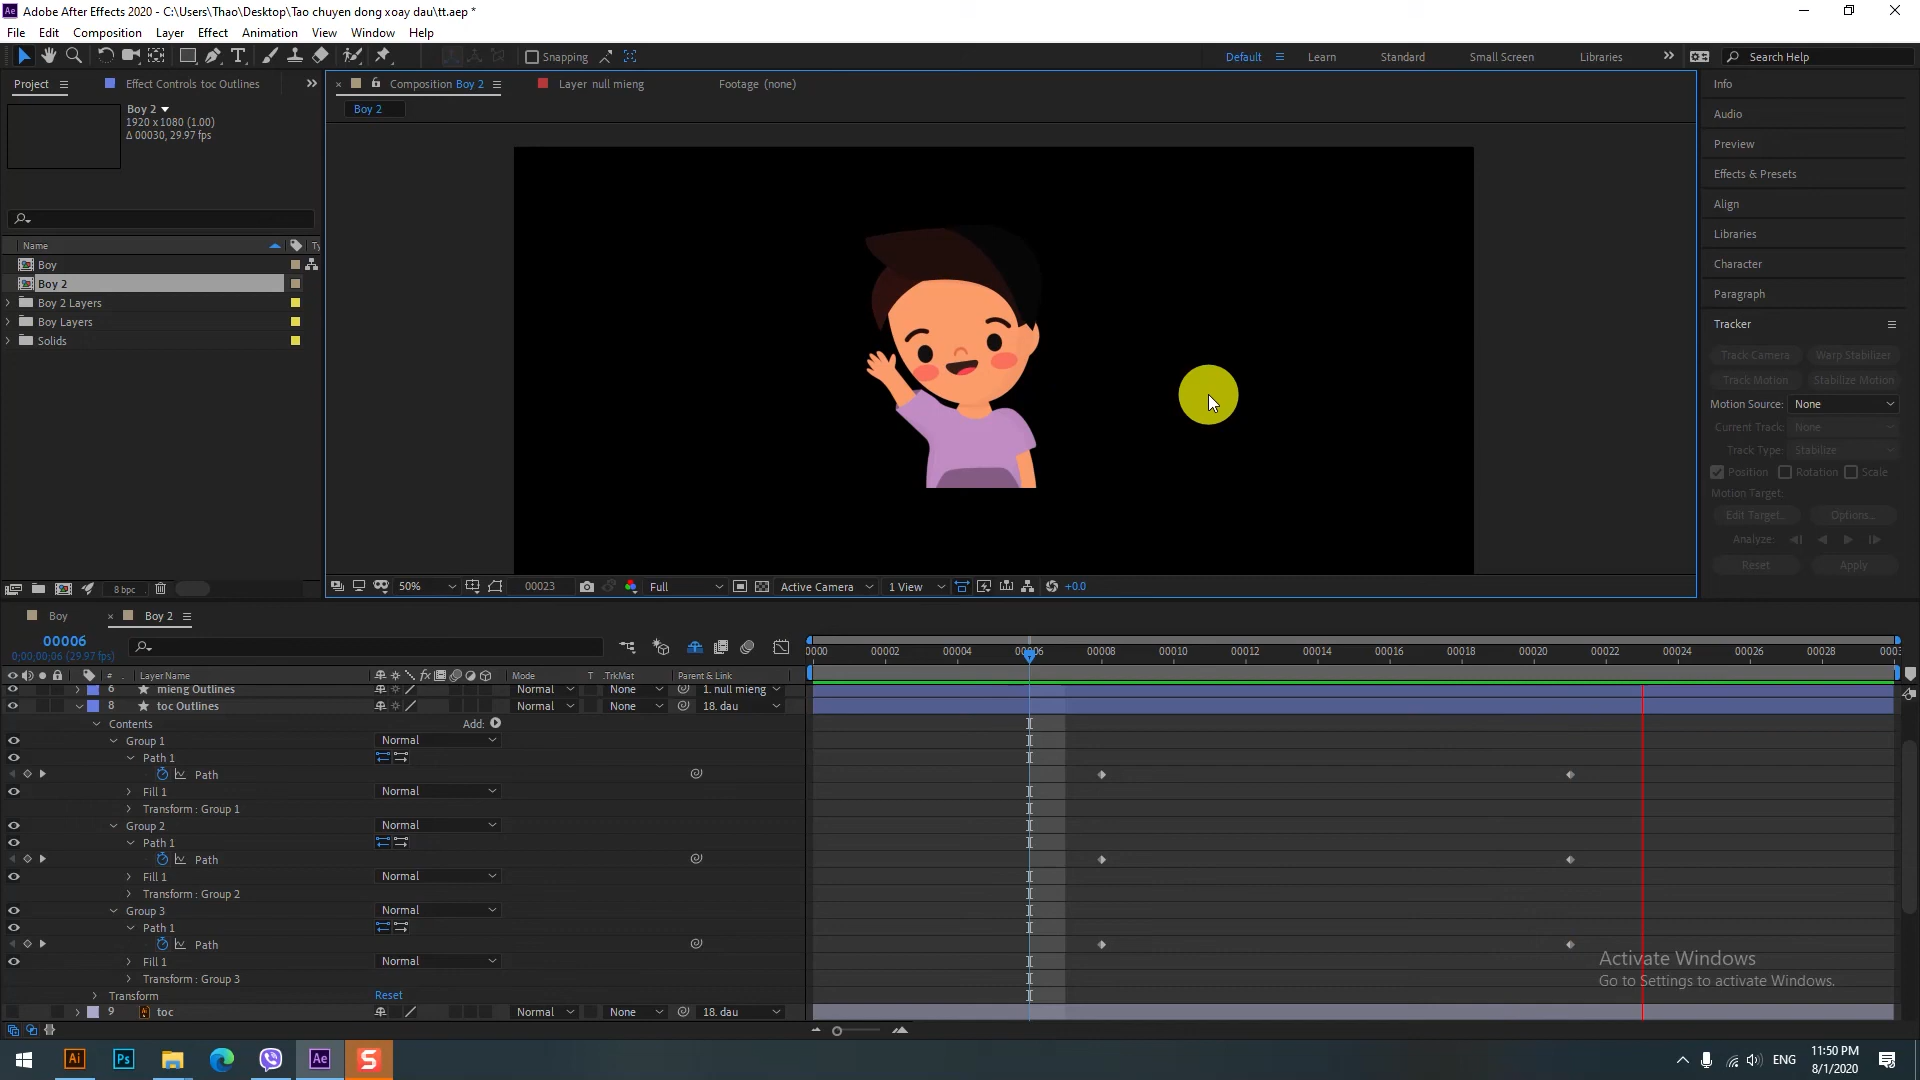 Adobe After Effects 2020 - C:\Users\Thao\Desktop\Tao chuyen dong xoay dau\tt.aep *
File Edit Composition Layer Effect Animation View Window Help
Snapping
Default Learn Standard Small Screen Libraries Search Help
Project Effect Controls toc Outlines
Composition Boy 2 Layer null mieng Footage (none)
Boy 2
Boy 2
1920 x 1080 (1.00)
Δ 00030, 29.97 fps
Name Ty
Boy
Boy 2
Boy 2 Layers
Boy Layers
Solids
8 bpc
50% 00023 Full Active Camera 1 View +0.0
Info
Audio
Preview
Effects & Presets
Align
Libraries
Character
Paragraph
Tracker
Track Camera Warp Stabilizer
Track Motion Stabilize Motion
Motion Source: None
Current Track: None
Track Type: Stabilize
Position Rotation Scale
Motion Target:
Edit Target... Options...
Analyze:
Reset Apply
Boy Boy 2
00006
0;00;00;06 (29.97 fps)
0000 00002 00004 00006 00008 00010 00012 00014 00016 00018 00020 00022 00024 00026 00028 0003
# Layer Name fx Mode T .TrkMat Parent & Link
6 mieng Outlines Normal None 1. null mieng
8 toc Outlines Normal None 18. dau
Contents Add:
Group 1 Normal
Path 1
Path
Fill 1 Normal
Transform : Group 1
Group 2 Normal
Path 1
Path
Fill 1 Normal
Transform : Group 2
Group 3 Normal
Path 1
Path
Fill 1 Normal
Transform : Group 3
Transform Reset
9 Ai toc Normal None 18. dau
Activate Windows
Go to Settings to activate Windows.
Ai Ps Ae S
ENG
11:50 PM
8/1/2020